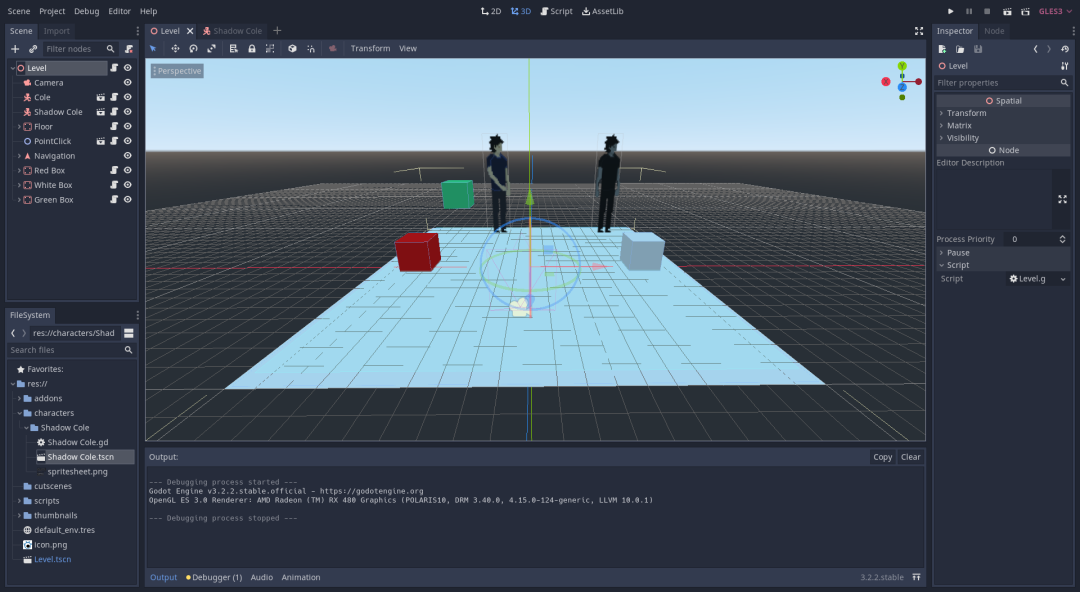 Scene Project Debug Editor Help
2D 3D Script AssetLib
GLES3
Scene Import
Filter nodes
Level
Camera
Cole
Shadow Cole
Floor
PointClick
Navigation
Red Box
White Box
Green Box
FileSystem
res://characters/Shad
Search files
Favorites:
res://
addons
characters
Shadow Cole
Shadow Cole.gd
Shadow Cole.tscn
spritesheet.png
cutscenes
scripts
thumbnails
default_env.tres
icon.png
Level.tscn
Level Shadow Cole
Transform View
Perspective
Y
X
Z
Output:
Copy Clear
--- Debugging process started ---
Godot Engine v3.2.2.stable.official - https://godotengine.org
OpenGL ES 3.0 Renderer: AMD Radeon (TM) RX 480 Graphics (POLARIS10, DRM 3.40.0, 4.15.0-124-generic, LLVM 10.0.1)
--- Debugging process stopped ---
Output Debugger (1) Audio Animation
3.2.2.stable
Inspector Node
Level
Filter properties
Spatial
Transform
Matrix
Visibility
Node
Editor Description
Process Priority 0
Pause
Script
Script Level.g